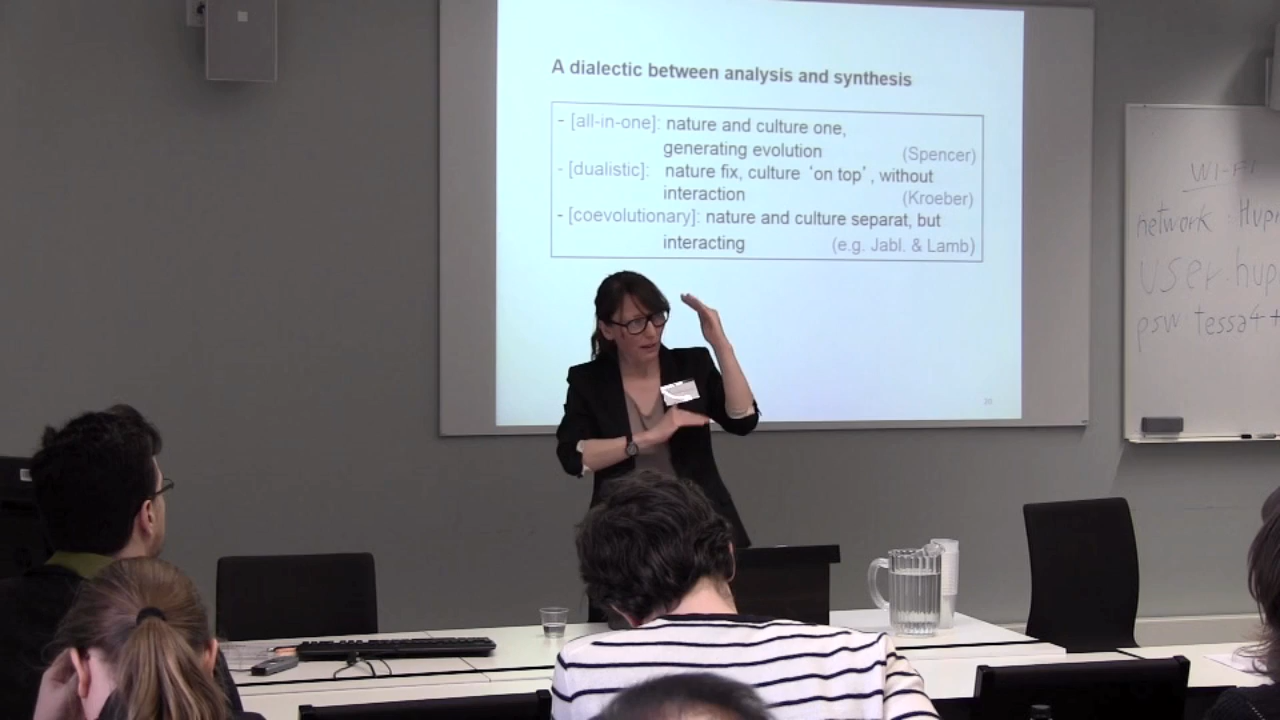 A dialectic between analysis and synthesis
- [all-in-one]: nature and culture one,
generating evolution (Spencer)
- [dualistic]: nature fix, culture ‘on top’ , without
interaction (Kroeber)
- [coevolutionary]: nature and culture separat, but
interacting (e.g. Jabl. & Lamb)
WI-FI
network Hupr
user hup
psw tessa4+